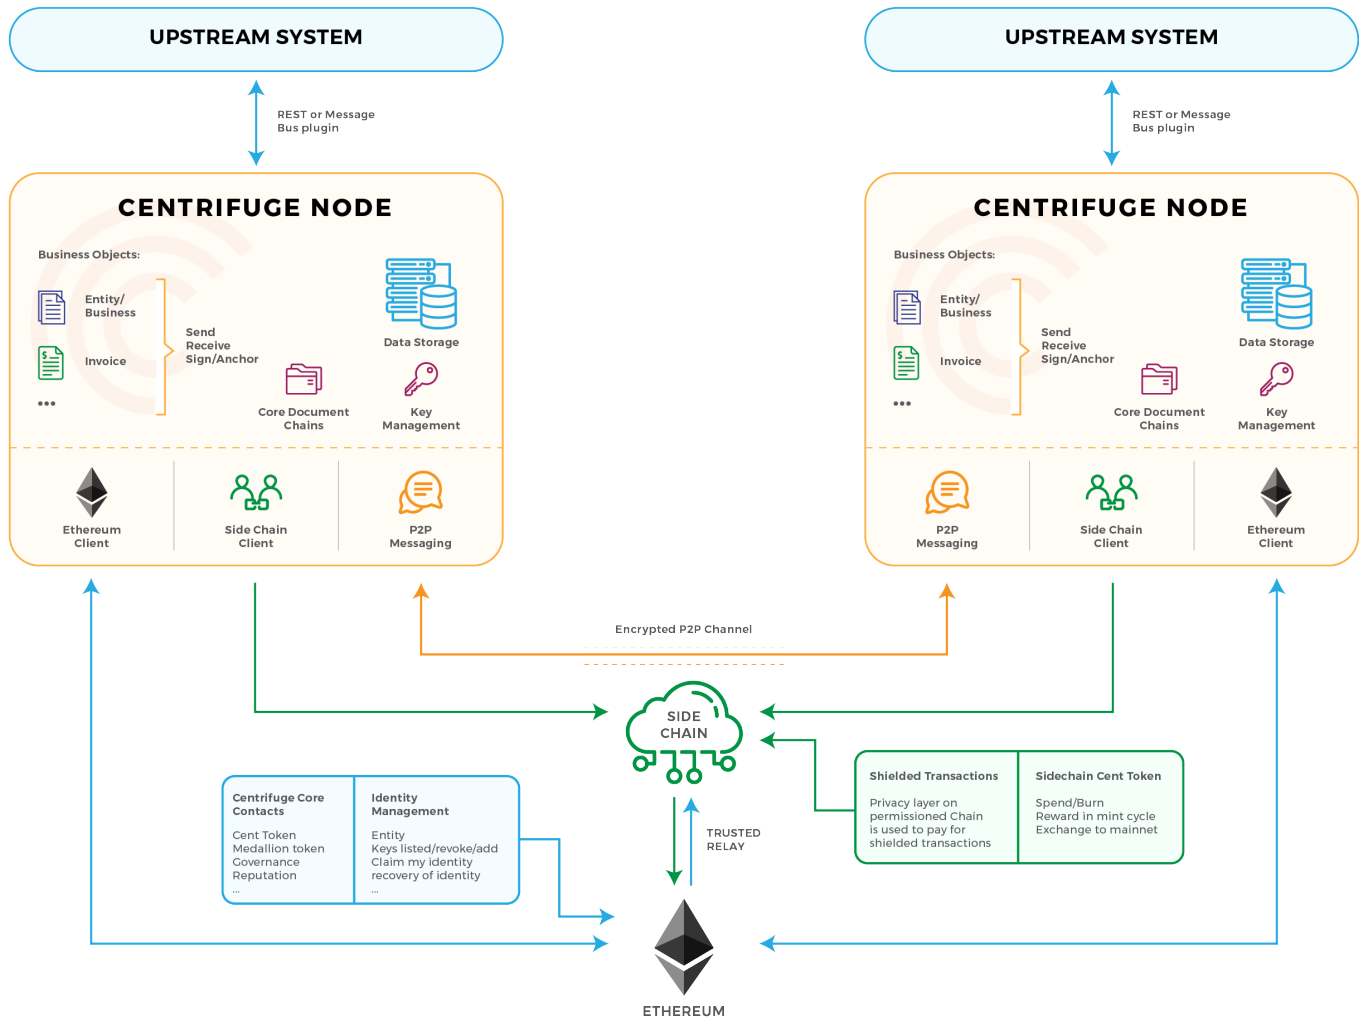 UPSTREAM SYSTEM
REST or Message
Bus plugin
CENTRIFUGE NODE
Business Objects:
Entity/
Business
Invoice
•••
Send
Receive
Sign/Anchor
Core Document
Chains
Data Storage
Key
Management
Ethereum
Client
Side Chain
Client
P2P
Messaging
UPSTREAM SYSTEM
REST or Message
Bus plugin
CENTRIFUGE NODE
Business Objects:
Entity/
Business
Invoice
•••
Send
Receive
Sign/Anchor
Core Document
Chains
Data Storage
Key
Management
P2P
Messaging
Side Chain
Client
Ethereum
Client
Encrypted P2P Channel
SIDE
CHAIN
Centrifuge Core
Contacts
Cent Token
Medallion token
Governance
Reputation
...
Identity
Management
Entity
Keys listed/revoke/add
Claim my identity
recovery of identity
...
TRUSTED
RELAY
Shielded Transactions
Privacy layer on
permissioned Chain
is used to pay for
shielded transactions
Sidechain Cent Token
Spend/Burn
Reward in mint cycle
Exchange to mainnet
ETHEREUM